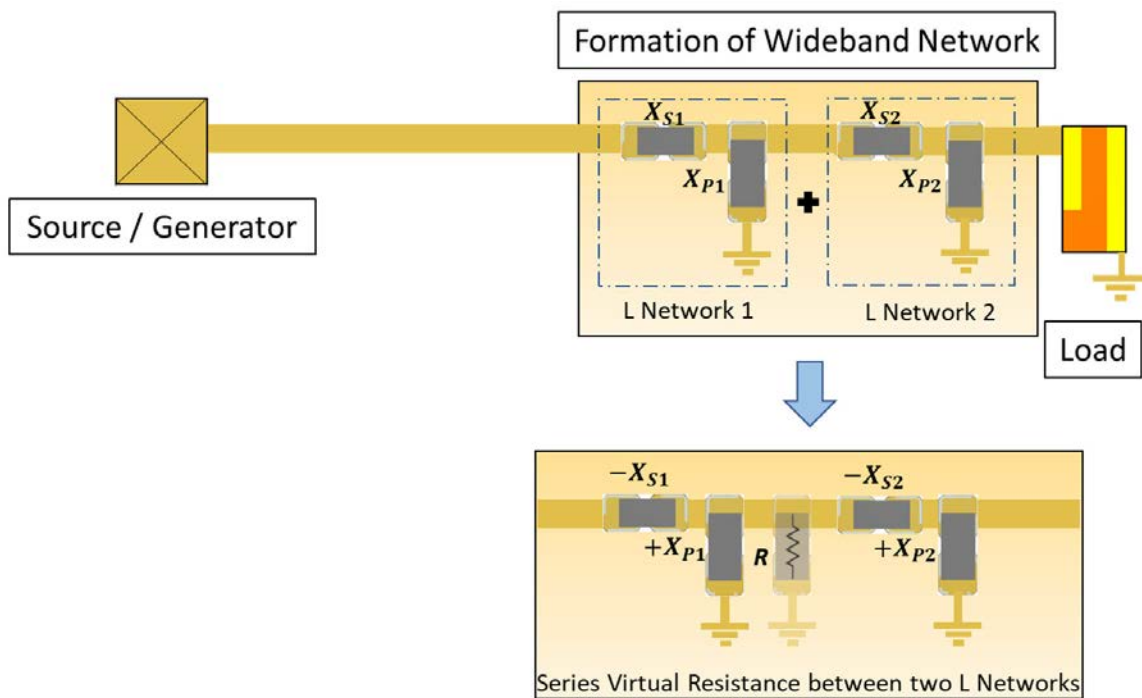 Formation of Wideband Network
X_{S1}
X_{S2}
X_{P1}
X_{P2}
Source / Generator
L Network 1
L Network 2
Load
−X_{S1}
−X_{S2}
+X_{P1}
R
+X_{P2}
Series Virtual Resistance between two L Networks